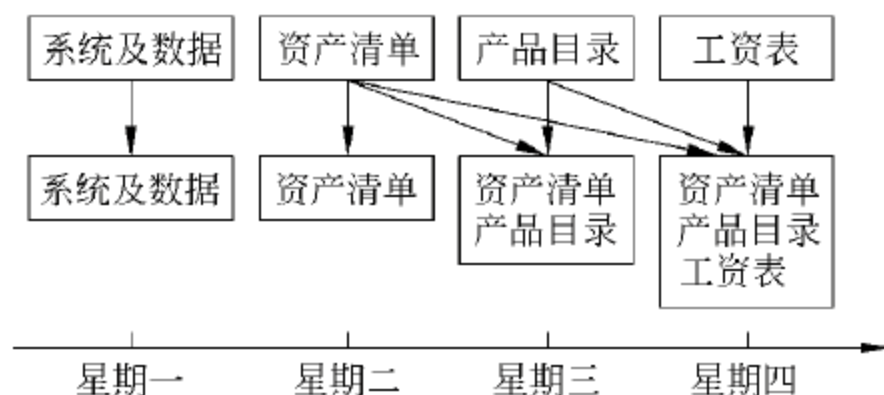 系统及数据
资产清单
产品目录
工资表
系统及数据
资产清单
资产清单
产品目录
资产清单
产品目录
工资表
星期一
星期二
星期三
星期四